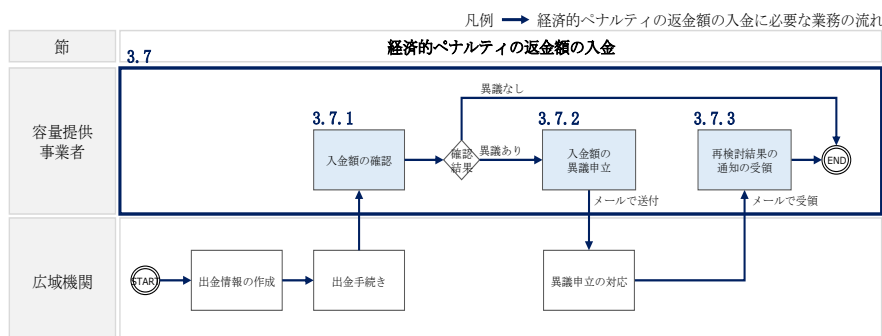 凡例 経済的ペナルティの返金額の入金に必要な業務の流れ
節
経済的ペナルティの返金額の入金
3.7
容量提供
事業者
3.7.1
入金額の確認
確認
結果
異議なし
異議あり
3.7.2
入金額の
異議申立
3.7.3
再検討結果の
通知の受領
END
メールで送付
メールで受領
広域機関
START
出金情報の作成
出金手続き
異議申立の対応